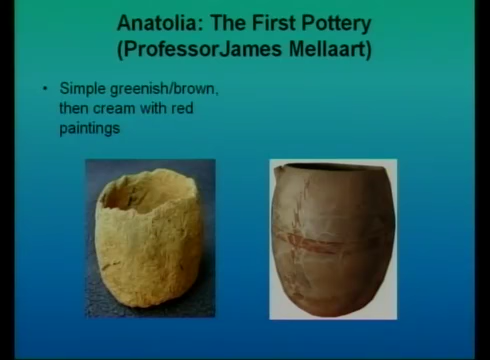 Anatolia: The First Pottery
(ProfessorJames Mellaart)
• Simple greenish/brown,
then cream with red
paintings